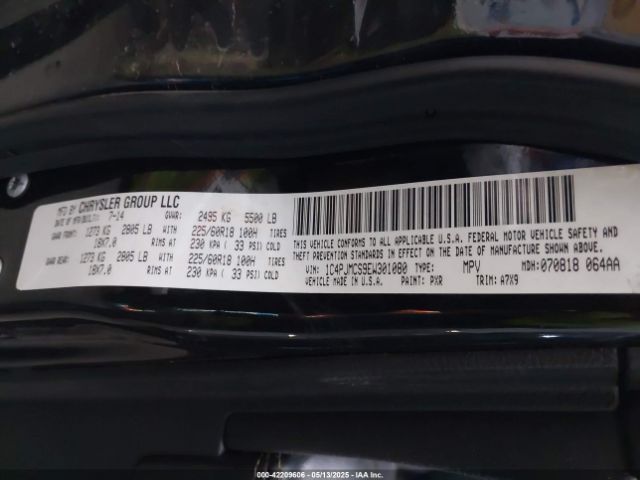 MFD BY CHRYSLER GROUP LLC
DATE OF MFR/BUILT: 7-14 GVWR: 2495 KG 5500 LB
GAWR FRONT: 1273 KG 2805 LB WITH 225/60R18 100H TIRES
18X7.0 RIMS AT 230 KPA ( 33 PSI) COLD
GAWR REAR: 1273 KG 2805 LB WITH 225/60R18 100H TIRES
18X7.0 RIMS AT 230 KPA ( 33 PSI) COLD
THIS VEHICLE CONFORMS TO ALL APPLICABLE U.S.A. FEDERAL MOTOR VEHICLE SAFETY AND
THEFT PREVENTION STANDARDS IN EFFECT ON THE DATE OF MANUFACTURE SHOWN ABOVE.
VIN: 1C4PJMCS9EW301080 TYPE: MPV MDH: 070818 064AA
VEHICLE MADE IN U.S.A. PAINT: PXR TRIM: A7X9
000-42209606 - 05/13/2025 - IAAI.COM